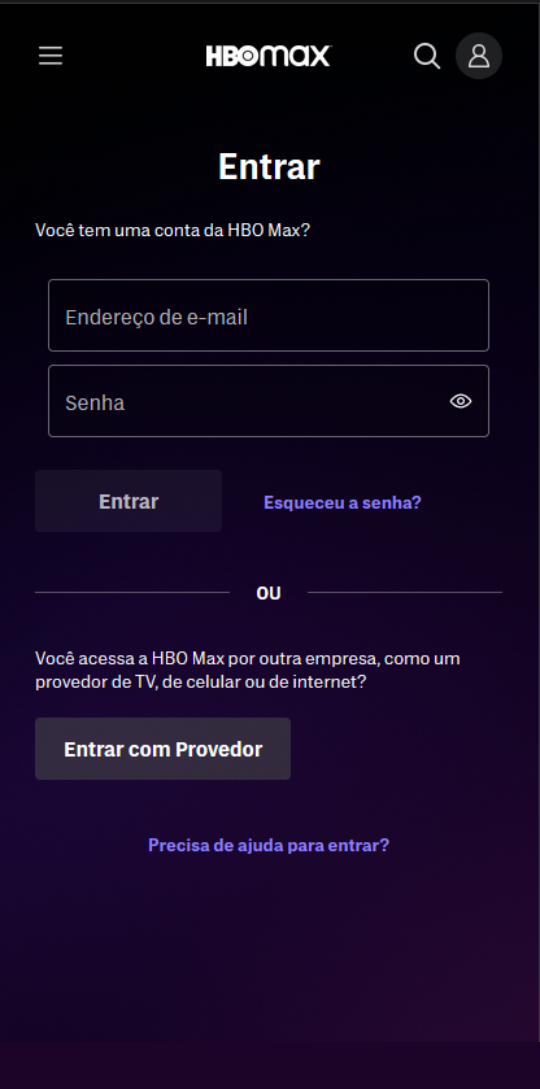 HBOmax
Entrar
Você tem uma conta da HBO Max?
Endereço de e-mail
Senha
Entrar
Esqueceu a senha?
OU
Você acessa a HBO Max por outra empresa, como um
provedor de TV, de celular ou de internet?
Entrar com Provedor
Precisa de ajuda para entrar?